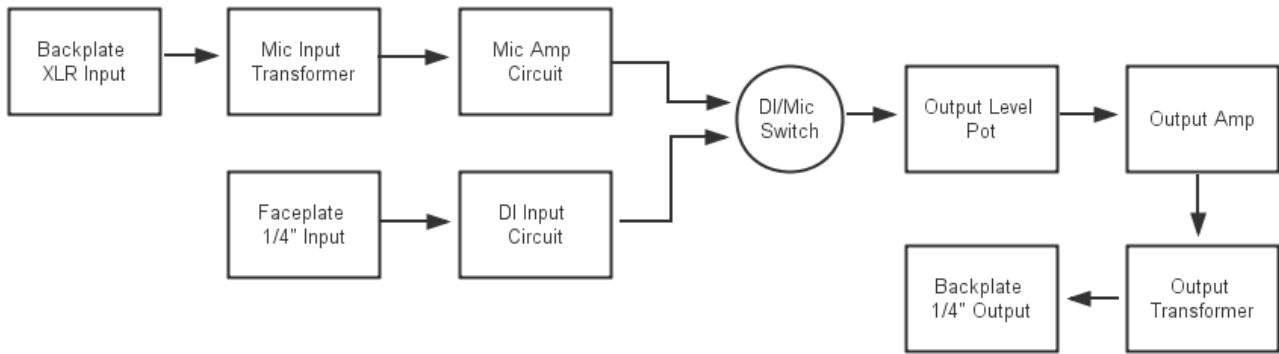 Backplate
XLR Input
Mic Input
Transformer
Mic Amp
Circuit
DI/Mic
Switch
Output Level
Pot
Output Amp
Faceplate
1/4" Input
DI Input
Circuit
Backplate
1/4" Output
Output
Transformer